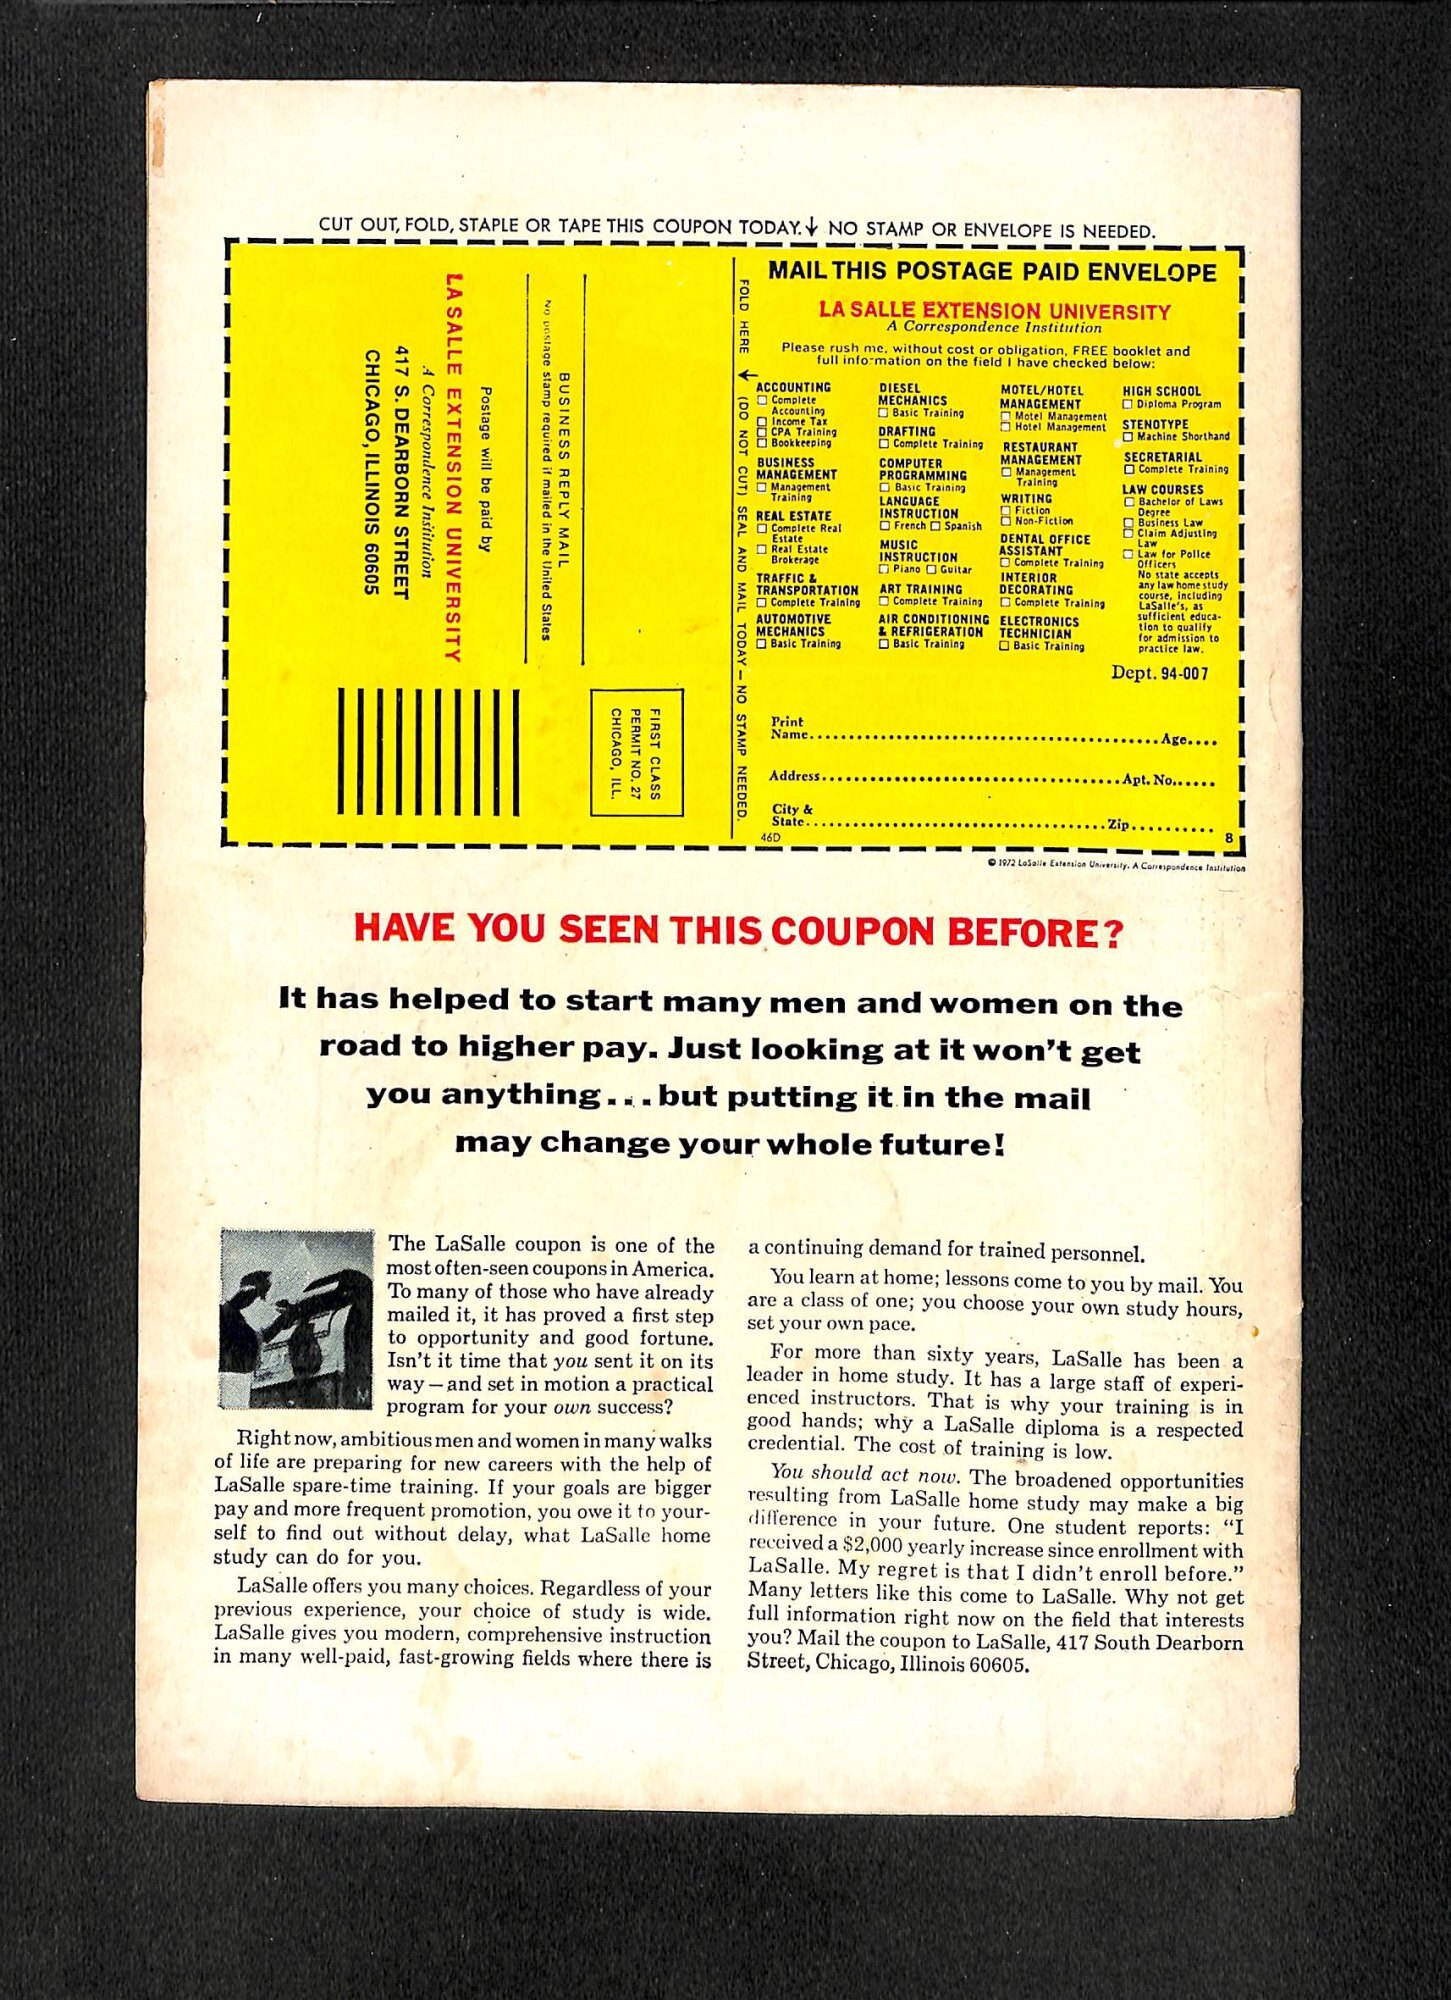 CUT OUT, FOLD, STAPLE OR TAPE THIS COUPON TODAY. ↓ NO STAMP OR ENVELOPE IS NEEDED.
LA SALLE EXTENSION UNIVERSITY
A Correspondence Institution
417 S. DEARBORN STREET
CHICAGO, ILLINOIS 60605
Postage will be paid by
No postage stamp required if mailed in the United States
BUSINESS REPLY MAIL
FIRST CLASS
PERMIT NO. 27
CHICAGO, ILL.
FOLD HERE ↓ (DO NOT CUT) SEAL AND MAIL TODAY — NO STAMP NEEDED.
MAIL THIS POSTAGE PAID ENVELOPE
LA SALLE EXTENSION UNIVERSITY
A Correspondence Institution
Please rush me, without cost or obligation, FREE booklet and
full information on the field I have checked below:
ACCOUNTING
☐ Complete
Accounting
☐ Income Tax
☐ CPA Training
☐ Bookkeeping
BUSINESS
MANAGEMENT
☐ Management
Training
REAL ESTATE
☐ Complete Real
Estate
☐ Real Estate
Brokerage
TRAFFIC &
TRANSPORTATION
☐ Complete Training
AUTOMOTIVE
MECHANICS
☐ Basic Training
DIESEL
MECHANICS
☐ Basic Training
DRAFTING
☐ Complete Training
COMPUTER
PROGRAMMING
☐ Basic Training
LANGUAGE
INSTRUCTION
☐ French ☐ Spanish
MUSIC
INSTRUCTION
☐ Piano ☐ Guitar
ART TRAINING
☐ Complete Training
AIR CONDITIONING
& REFRIGERATION
☐ Basic Training
MOTEL/HOTEL
MANAGEMENT
☐ Motel Management
☐ Hotel Management
RESTAURANT
MANAGEMENT
☐ Management
Training
WRITING
☐ Fiction
☐ Non-Fiction
DENTAL OFFICE
ASSISTANT
☐ Complete Training
INTERIOR
DECORATING
☐ Complete Training
ELECTRONICS
TECHNICIAN
☐ Basic Training
HIGH SCHOOL
☐ Diploma Program
STENOTYPE
☐ Machine Shorthand
SECRETARIAL
☐ Complete Training
LAW COURSES
☐ Bachelor of Laws
Degree
☐ Business Law
☐ Claim Adjusting
Law
☐ Law for Police
Officers
No state accepts
any law home study
course, including
LaSalle's, as
sufficient educa-
tion to qualify
for admission to
practice law.
Dept. 94-007
Print
Name........................................Age....
Address..................................Apt. No......
City &
State..................................Zip..........
46D 8
© 1972 LaSalle Extension University. A Correspondence Institution
HAVE YOU SEEN THIS COUPON BEFORE?
It has helped to start many men and women on the
road to higher pay. Just looking at it won't get
you anything...but putting it in the mail
may change your whole future!
The LaSalle coupon is one of the
most often-seen coupons in America.
To many of those who have already
mailed it, it has proved a first step
to opportunity and good fortune.
Isn't it time that you sent it on its
way—and set in motion a practical
program for your own success?
Right now, ambitious men and women in many walks
of life are preparing for new careers with the help of
LaSalle spare-time training. If your goals are bigger
pay and more frequent promotion, you owe it to your-
self to find out without delay, what LaSalle home
study can do for you.
LaSalle offers you many choices. Regardless of your
previous experience, your choice of study is wide.
LaSalle gives you modern, comprehensive instruction
in many well-paid, fast-growing fields where there is
a continuing demand for trained personnel.
You learn at home; lessons come to you by mail. You
are a class of one; you choose your own study hours,
set your own pace.
For more than sixty years, LaSalle has been a
leader in home study. It has a large staff of experi-
enced instructors. That is why your training is in
good hands; why a LaSalle diploma is a respected
credential. The cost of training is low.
You should act now. The broadened opportunities
resulting from LaSalle home study may make a big
difference in your future. One student reports: "I
received a $2,000 yearly increase since enrollment with
LaSalle. My regret is that I didn't enroll before."
Many letters like this come to LaSalle. Why not get
full information right now on the field that interests
you? Mail the coupon to LaSalle, 417 South Dearborn
Street, Chicago, Illinois 60605.